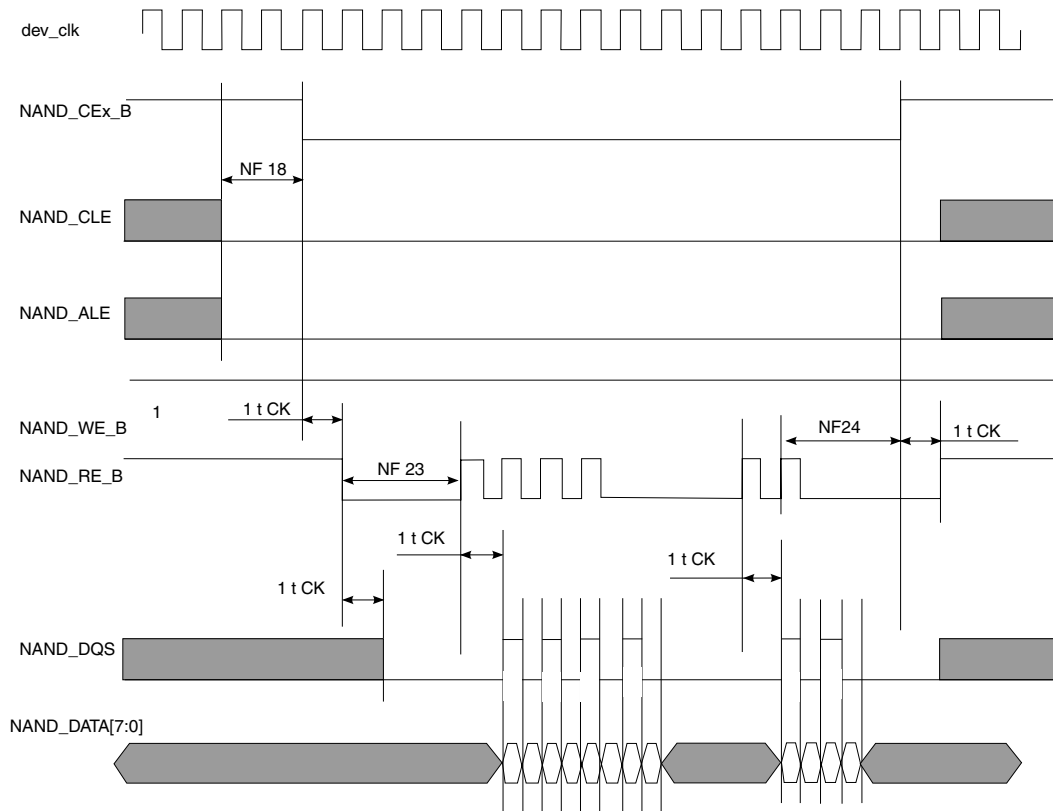 dev_clk
NAND_CEx_B
NF 18
NAND_CLE
NAND_ALE
1
1 t CK
NAND_WE_B
NF24
1 t CK
NAND_RE_B
NF 23
1 t CK
1 t CK
1 t CK
NAND_DQS
NAND_DATA[7:0]